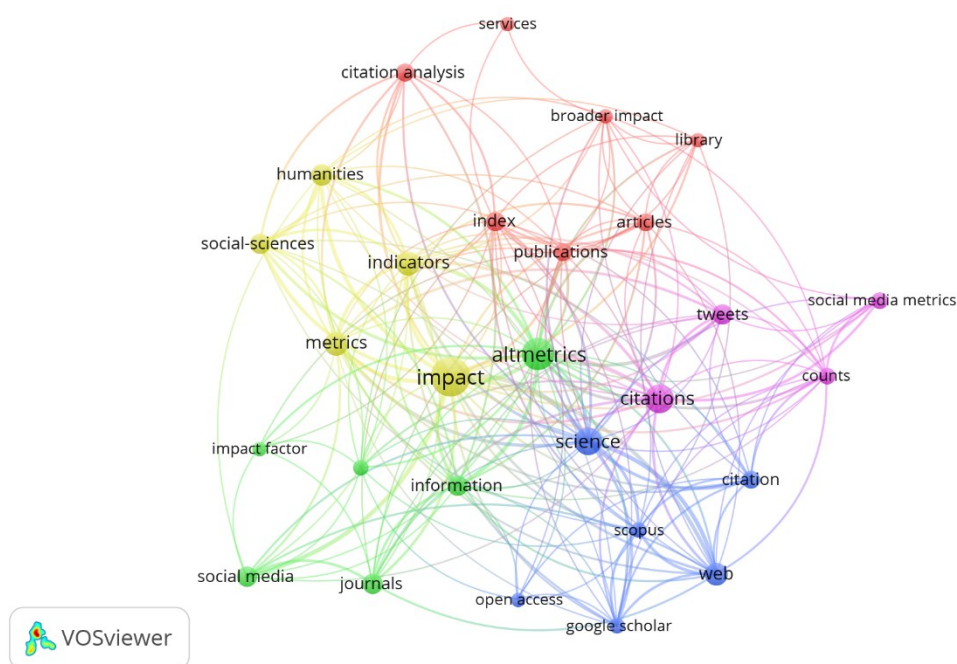 services
citation analysis
broader impact
library
humanities
index
articles
social-sciences
publications
indicators
social media metrics
tweets
metrics
altmetrics
impact
counts
citations
science
impact factor
information
citation
scopus
social media
journals
web
open access
google scholar
VOSviewer